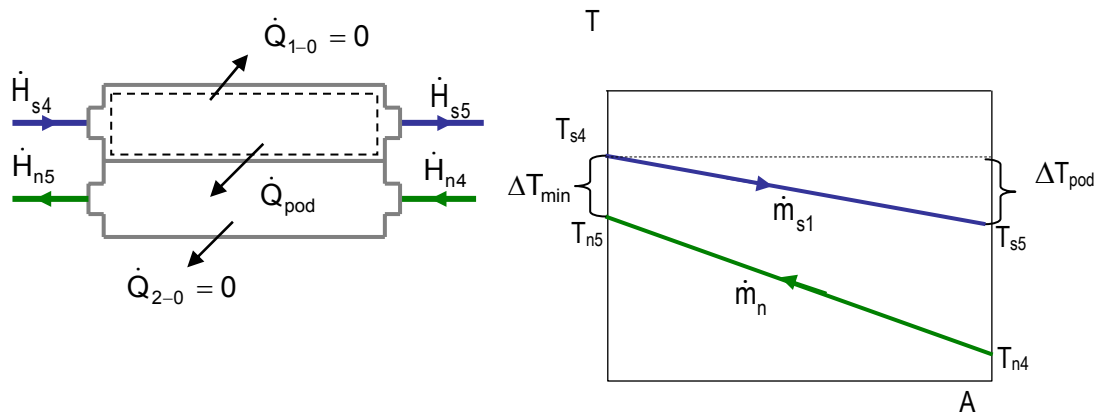 Q̇₁₋₀ = 0
Ḣₛ₄
Ḣₛ₅
Ḣₙ₅
Ḣₙ₄
Q̇pod
Q̇₂₋₀ = 0
T
Tₛ₄
ΔTmin
ΔTpod
ṁₛ₁
Tₙ₅
Tₛ₅
ṁₙ
Tₙ₄
A